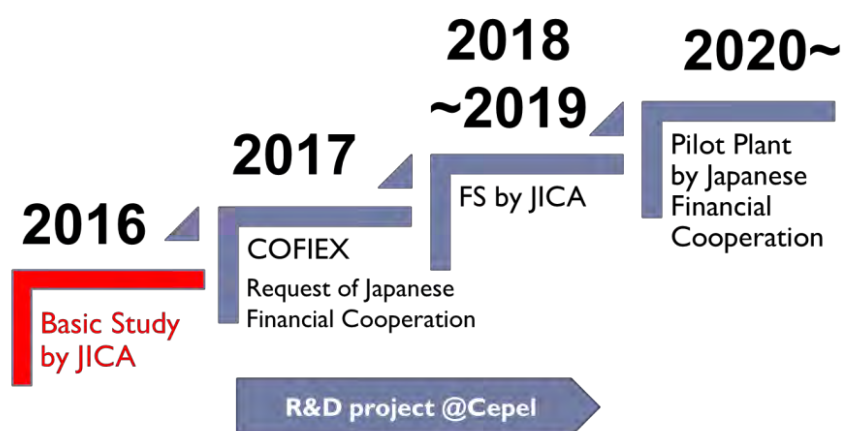 2016
Basic Study
by JICA
2017
COFIEX
Request of Japanese
Financial Cooperation
2018
~2019
FS by JICA
2020~
Pilot Plant
by Japanese
Financial
Cooperation
R&D project @Cepel